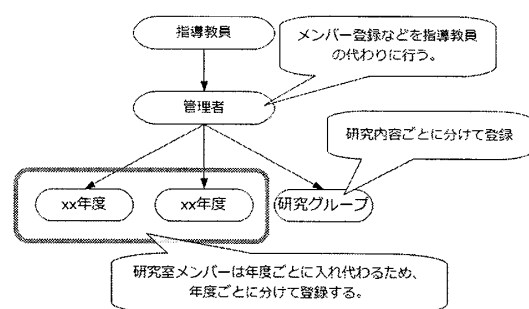 指導教員
メンバー登録などを指導教員
の代わりに行う。
管理者
研究内容ごとに分けて登録
xx年度
xx年度
研究グループ
研究室メンバーは年度ごとに入れ代わるため、
年度ごとに分けて登録する。